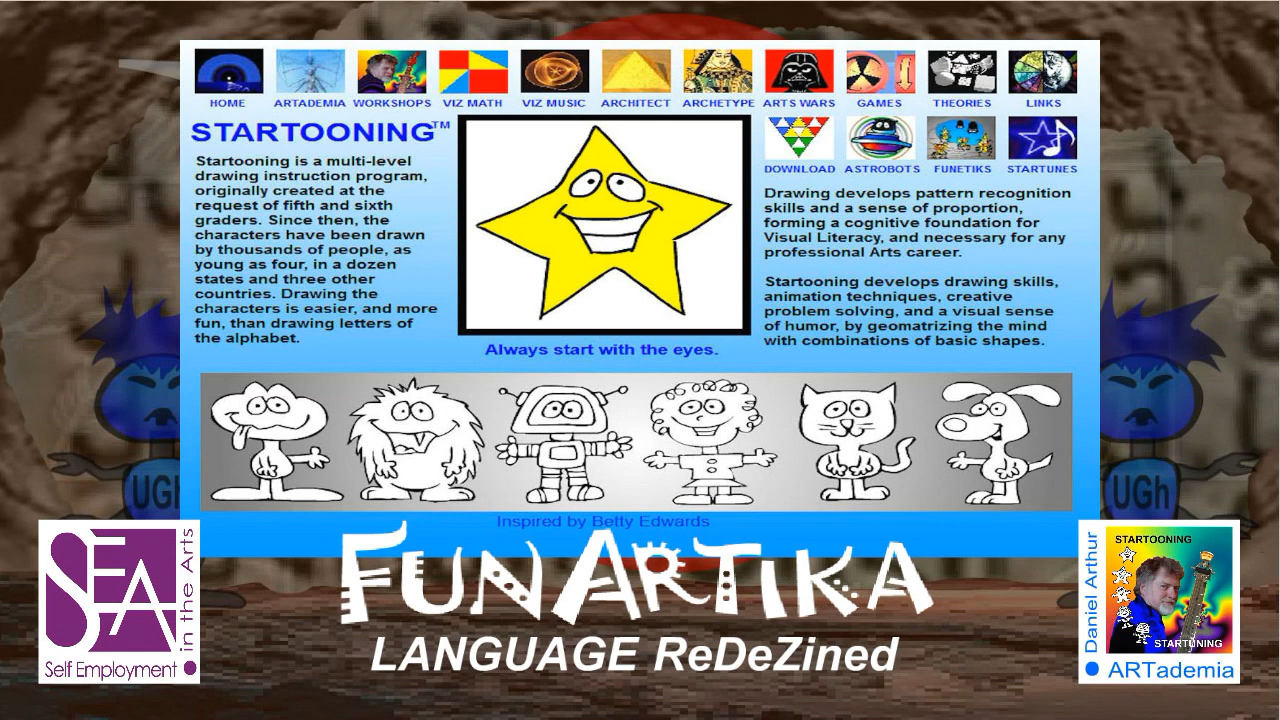 HOME ARTADEMIA WORKSHOPS VIZ MATH VIZ MUSIC ARCHITECT ARCHETYPE ARTS WARS GAMES THEORIES LINKS
DOWNLOAD ASTROBOTS FUNETIKS STARTUNES
STARTOONING™
Startooning is a multi-level
drawing instruction program,
originally created at the
request of fifth and sixth
graders. Since then, the
characters have been drawn
by thousands of people, as
young as four, in a dozen
states and three other
countries. Drawing the
characters is easier, and more
fun, than drawing letters of
the alphabet.
Always start with the eyes.
Drawing develops pattern recognition
skills and a sense of proportion,
forming a cognitive foundation for
Visual Literacy, and necessary for any
professional Arts career.
Startooning develops drawing skills,
animation techniques, creative
problem solving, and a visual sense
of humor, by geomatrizing the mind
with combinations of basic shapes.
Inspired by Betty Edwards
UGh
UGh
FUNARTIKA
LANGUAGE ReDeZined
SEA
in the Arts
Self Employment
Daniel Arthur
STARTOONING
STARTUNING
ARTademia